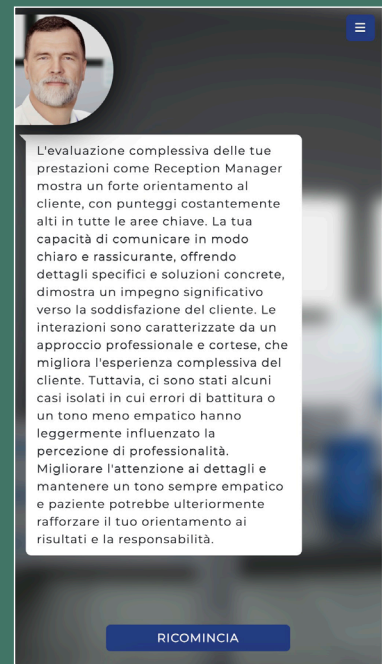 L'evaluazione complessiva delle tue
prestazioni come Reception Manager
mostra un forte orientamento al
cliente, con punteggi costantemente
alti in tutte le aree chiave. La tua
capacità di comunicare in modo
chiaro e rassicurante, offrendo
dettagli specifici e soluzioni concrete,
dimostra un impegno significativo
verso la soddisfazione del cliente. Le
interazioni sono caratterizzate da un
approccio professionale e cortese, che
migliora l'esperienza complessiva del
cliente. Tuttavia, ci sono stati alcuni
casi isolati in cui errori di battitura o
un tono meno empatico hanno
leggermente influenzato la
percezione di professionalità.
Migliorare l'attenzione ai dettagli e
mantenere un tono sempre empatico
e paziente potrebbe ulteriormente
rafforzare il tuo orientamento ai
risultati e la responsabilità.
RICOMINCIA